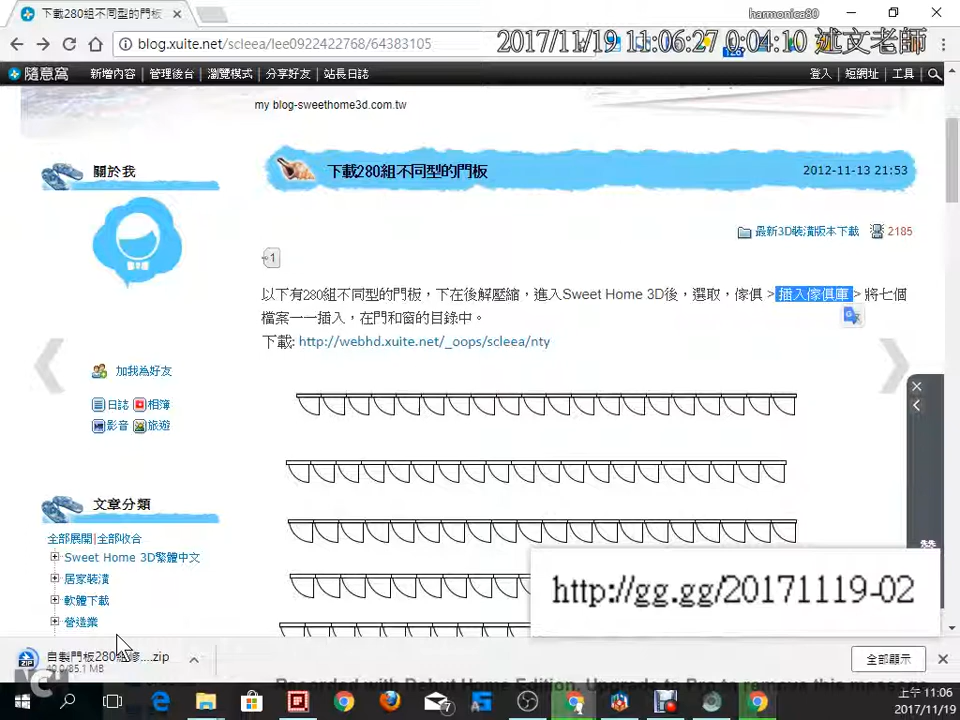 下載280組不同型的門板
harmonica80
blog.xuite.net/scleea/lee0922422768/64383105
2017/11/19 11:06:27 0:04:10 述文老師
隨意窩 新增內容 | 管理後台 | 瀏覽模式 | 分享好友 | 站長日誌 登入 | 短網址 | 工具
my blog-sweethome3d.com.tw
關於我
下載280組不同型的門板
2012-11-13 21:53
最新3D裝潢版本下載 2185
1
以下有280組不同型的門板，下在後解壓縮，進入Sweet Home 3D後，選取，傢俱 > 插入傢俱庫 > 將七個
檔案一一插入，在門和窗的目錄中。
下載: http://webhd.xuite.net/_oops/scleea/nty
加我為好友
日誌 相簿
影音 旅遊
文章分類
全部展開|全部收合
Sweet Home 3D繁體中文
居家裝潢
軟體下載
營造業
http://gg.gg/20171119-02
自製門板280組修....zip
全部顯示
NCH
Recorded with Debut Home Edition. Upgrade to Pro to remove this message
7
上午 11:06
2017/11/19